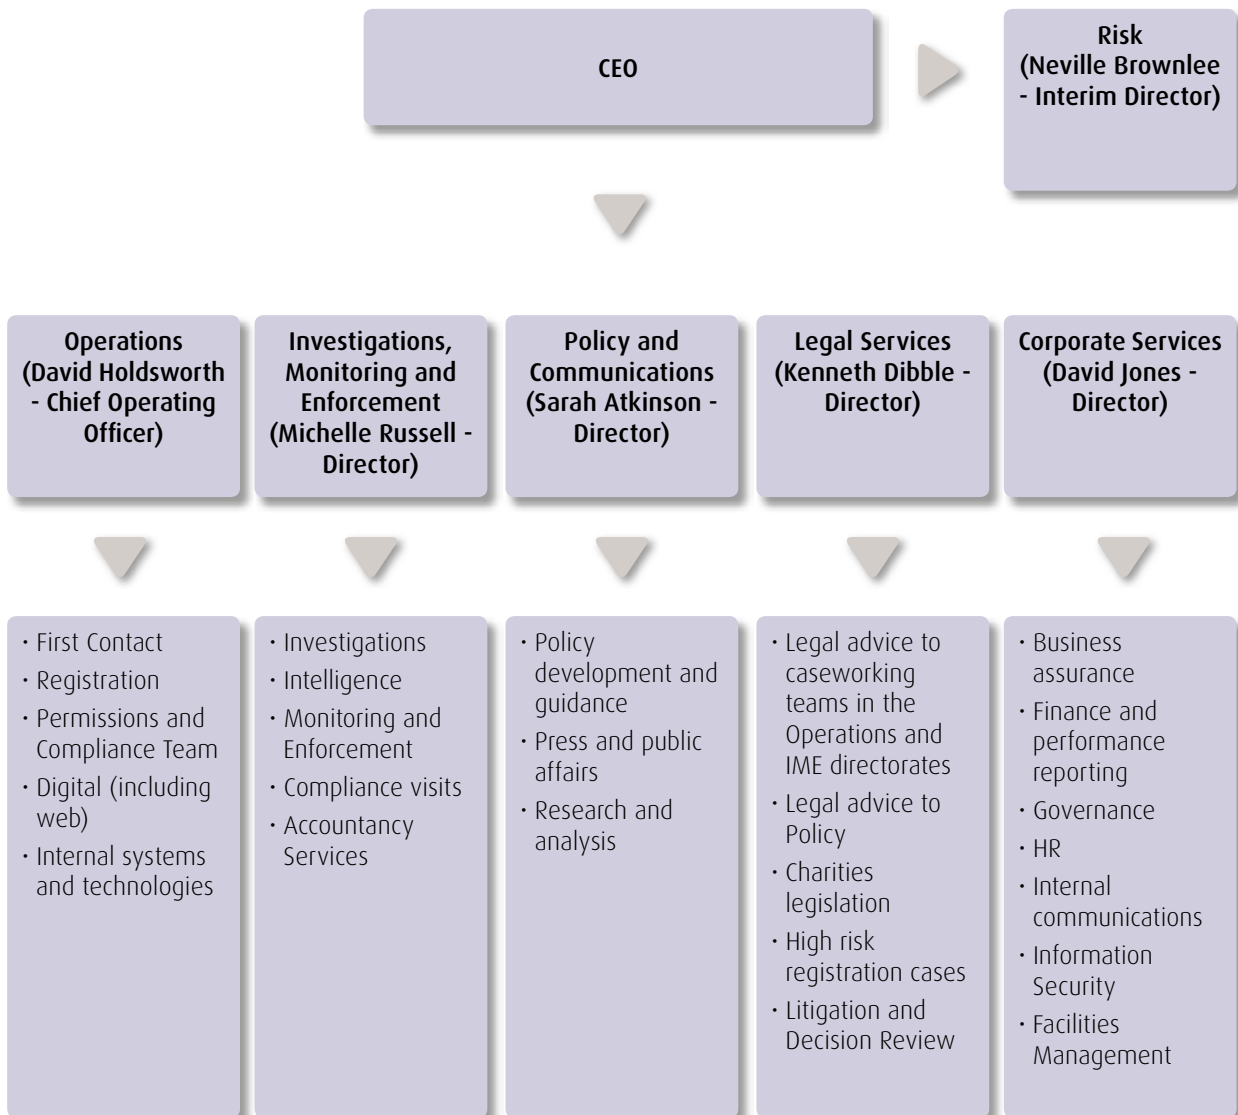 CEO
Risk
(Neville Brownlee
- Interim Director)
Operations
(David Holdsworth
- Chief Operating
Officer)
Investigations,
Monitoring and
Enforcement
(Michelle Russell -
Director)
Policy and
Communications
(Sarah Atkinson -
Director)
Legal Services
(Kenneth Dibble -
Director)
Corporate Services
(David Jones -
Director)
· First Contact
· Registration
· Permissions and
Compliance Team
· Digital (including
web)
· Internal systems
and technologies
· Investigations
· Intelligence
· Monitoring and
Enforcement
· Compliance visits
· Accountancy
Services
· Policy
development and
guidance
· Press and public
affairs
· Research and
analysis
· Legal advice to
caseworking
teams in the
Operations and
IME directorates
· Legal advice to
Policy
· Charities
legislation
· High risk
registration cases
· Litigation and
Decision Review
· Business
assurance
· Finance and
performance
reporting
· Governance
· HR
· Internal
communications
· Information
Security
· Facilities
Management